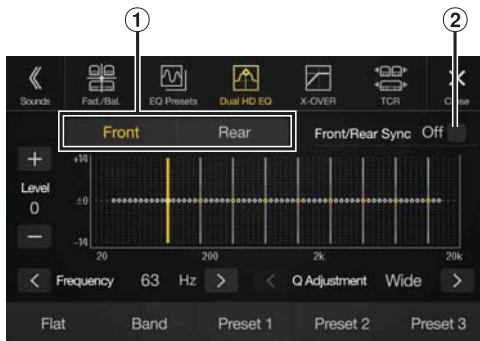 1 2
Sounds Fad./Bal. EQ Presets Dual HD EQ X-OVER TCR Close
Front Rear Front/Rear Sync Off
+ +14
Level ±0
0
− −14
20 200 2k 20k
< Frequency 63 Hz > < Q Adjustment Wide >
Flat Band Preset 1 Preset 2 Preset 3